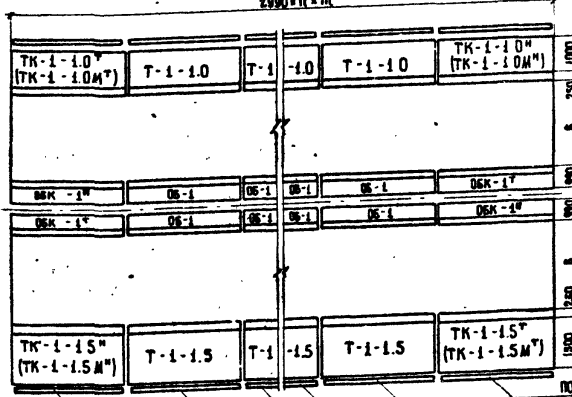 ТК-1-1.0ᵀ
(ТК-1-1.0Мᵀ)
Т-1-1.0
Т-1 -1.0
Т-1-1.0
ТК-1-1.0ᴴ
(ТК-1-1.0Мᴴ)
1000
250
ОБК-1ᴴ
ОБ-1
ОБ-1 ОБ-1
ОБ-1
ОБК-1ᵀ
ОБК-1ᵀ
ОБ-1
ОБ-1 ОБ-1
ОБ-1
ОБК-1ᴴ
ТК-1-1.5ᴴ
(ТК-1-1.5Мᴴ)
Т-1-1.5
Т-1 -1.5
Т-1-1.5
ТК-1-1.5ᵀ
(ТК-1-1.5Мᵀ)
1500